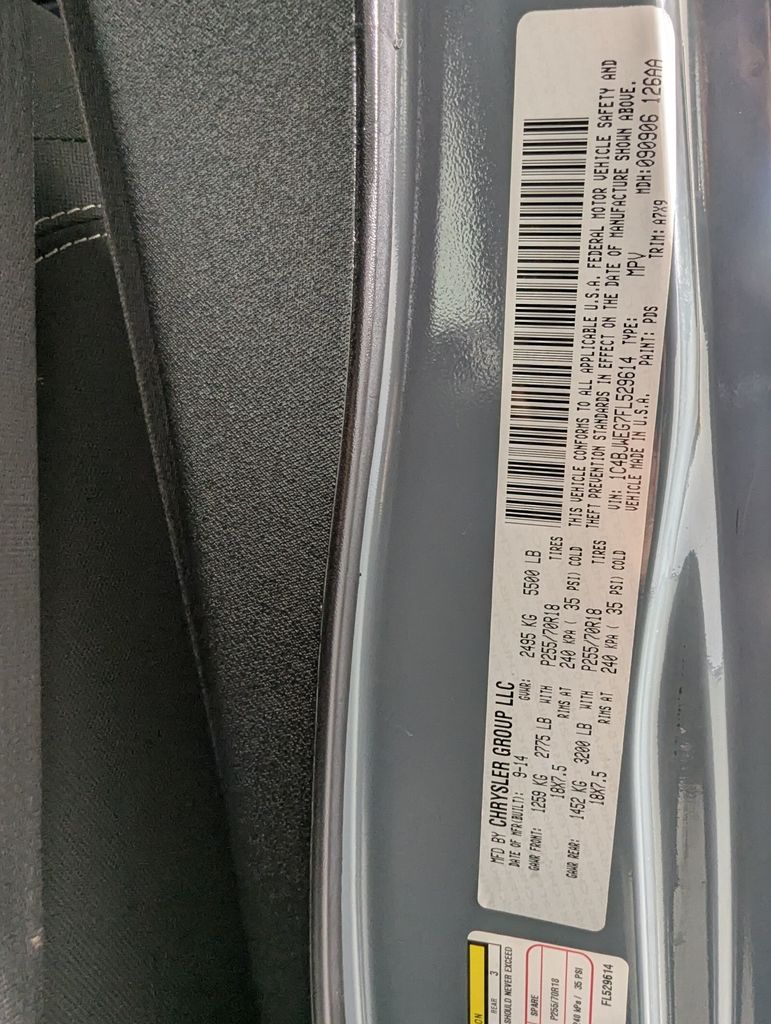 MFD BY CHRYSLER GROUP LLC
DATE OF MFR(BUILT): 9-14 GVWR: 2495 KG 5500 LB
GAWR FRONT: 1259 KG 2775 LB WITH P255/70R18 TIRES
18X7.5 RIMS AT 240 KPA ( 35 PSI) COLD
GAWR REAR: 1452 KG 3200 LB WITH P255/70R18 TIRES
18X7.5 RIMS AT 240 KPA ( 35 PSI) COLD
THIS VEHICLE CONFORMS TO ALL APPLICABLE U.S.A. FEDERAL MOTOR VEHICLE SAFETY AND
THEFT PREVENTION STANDARDS IN EFFECT ON THE DATE OF MANUFACTURE SHOWN ABOVE.
VIN: 1C4BJWEG7FL529614 TYPE: MPV MDH:090906 126AA
VEHICLE MADE IN U.S.A. PAINT: PDS TRIM: A7X9
REAR 3
SHOULD NEVER EXCEED
SPARE
P255/70R18
240 kPa / 35 PSI
FL529614